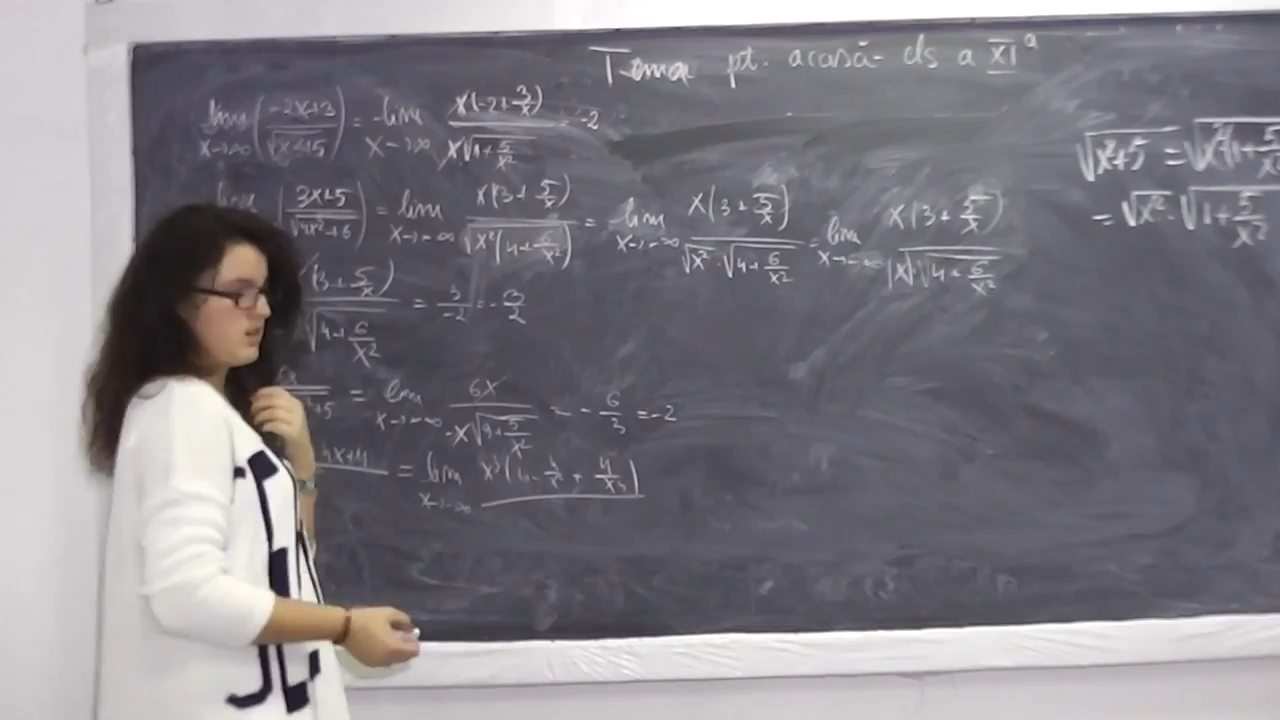 Tema pt. acasă cls a XI ª
lim x→∞ (-2x+3 / √x²+5) = lim x→∞ x(-2+3/x) / x√1+5/x² = -2
√x²+5 = √x²(1+5/x²
= √x² · √1+5/x²
lim (3x+5 / √4x²+6) = lim x→-∞ x(3+5/x) / √x²(4+6/x²) = lim x→-∞ x(3+5/x) / √x² · √4+6/x² = lim x→-∞ x(3+5/x) / |x| · √4+6/x²
(3+5/x) / √4+6/x² = 3/-2 = -3/2
+5 = lim x→-∞ 6x / -x√9+5/x² = -6/3 = -2
4x+4 = lim x→-∞ x³(4 - + 4/x³)